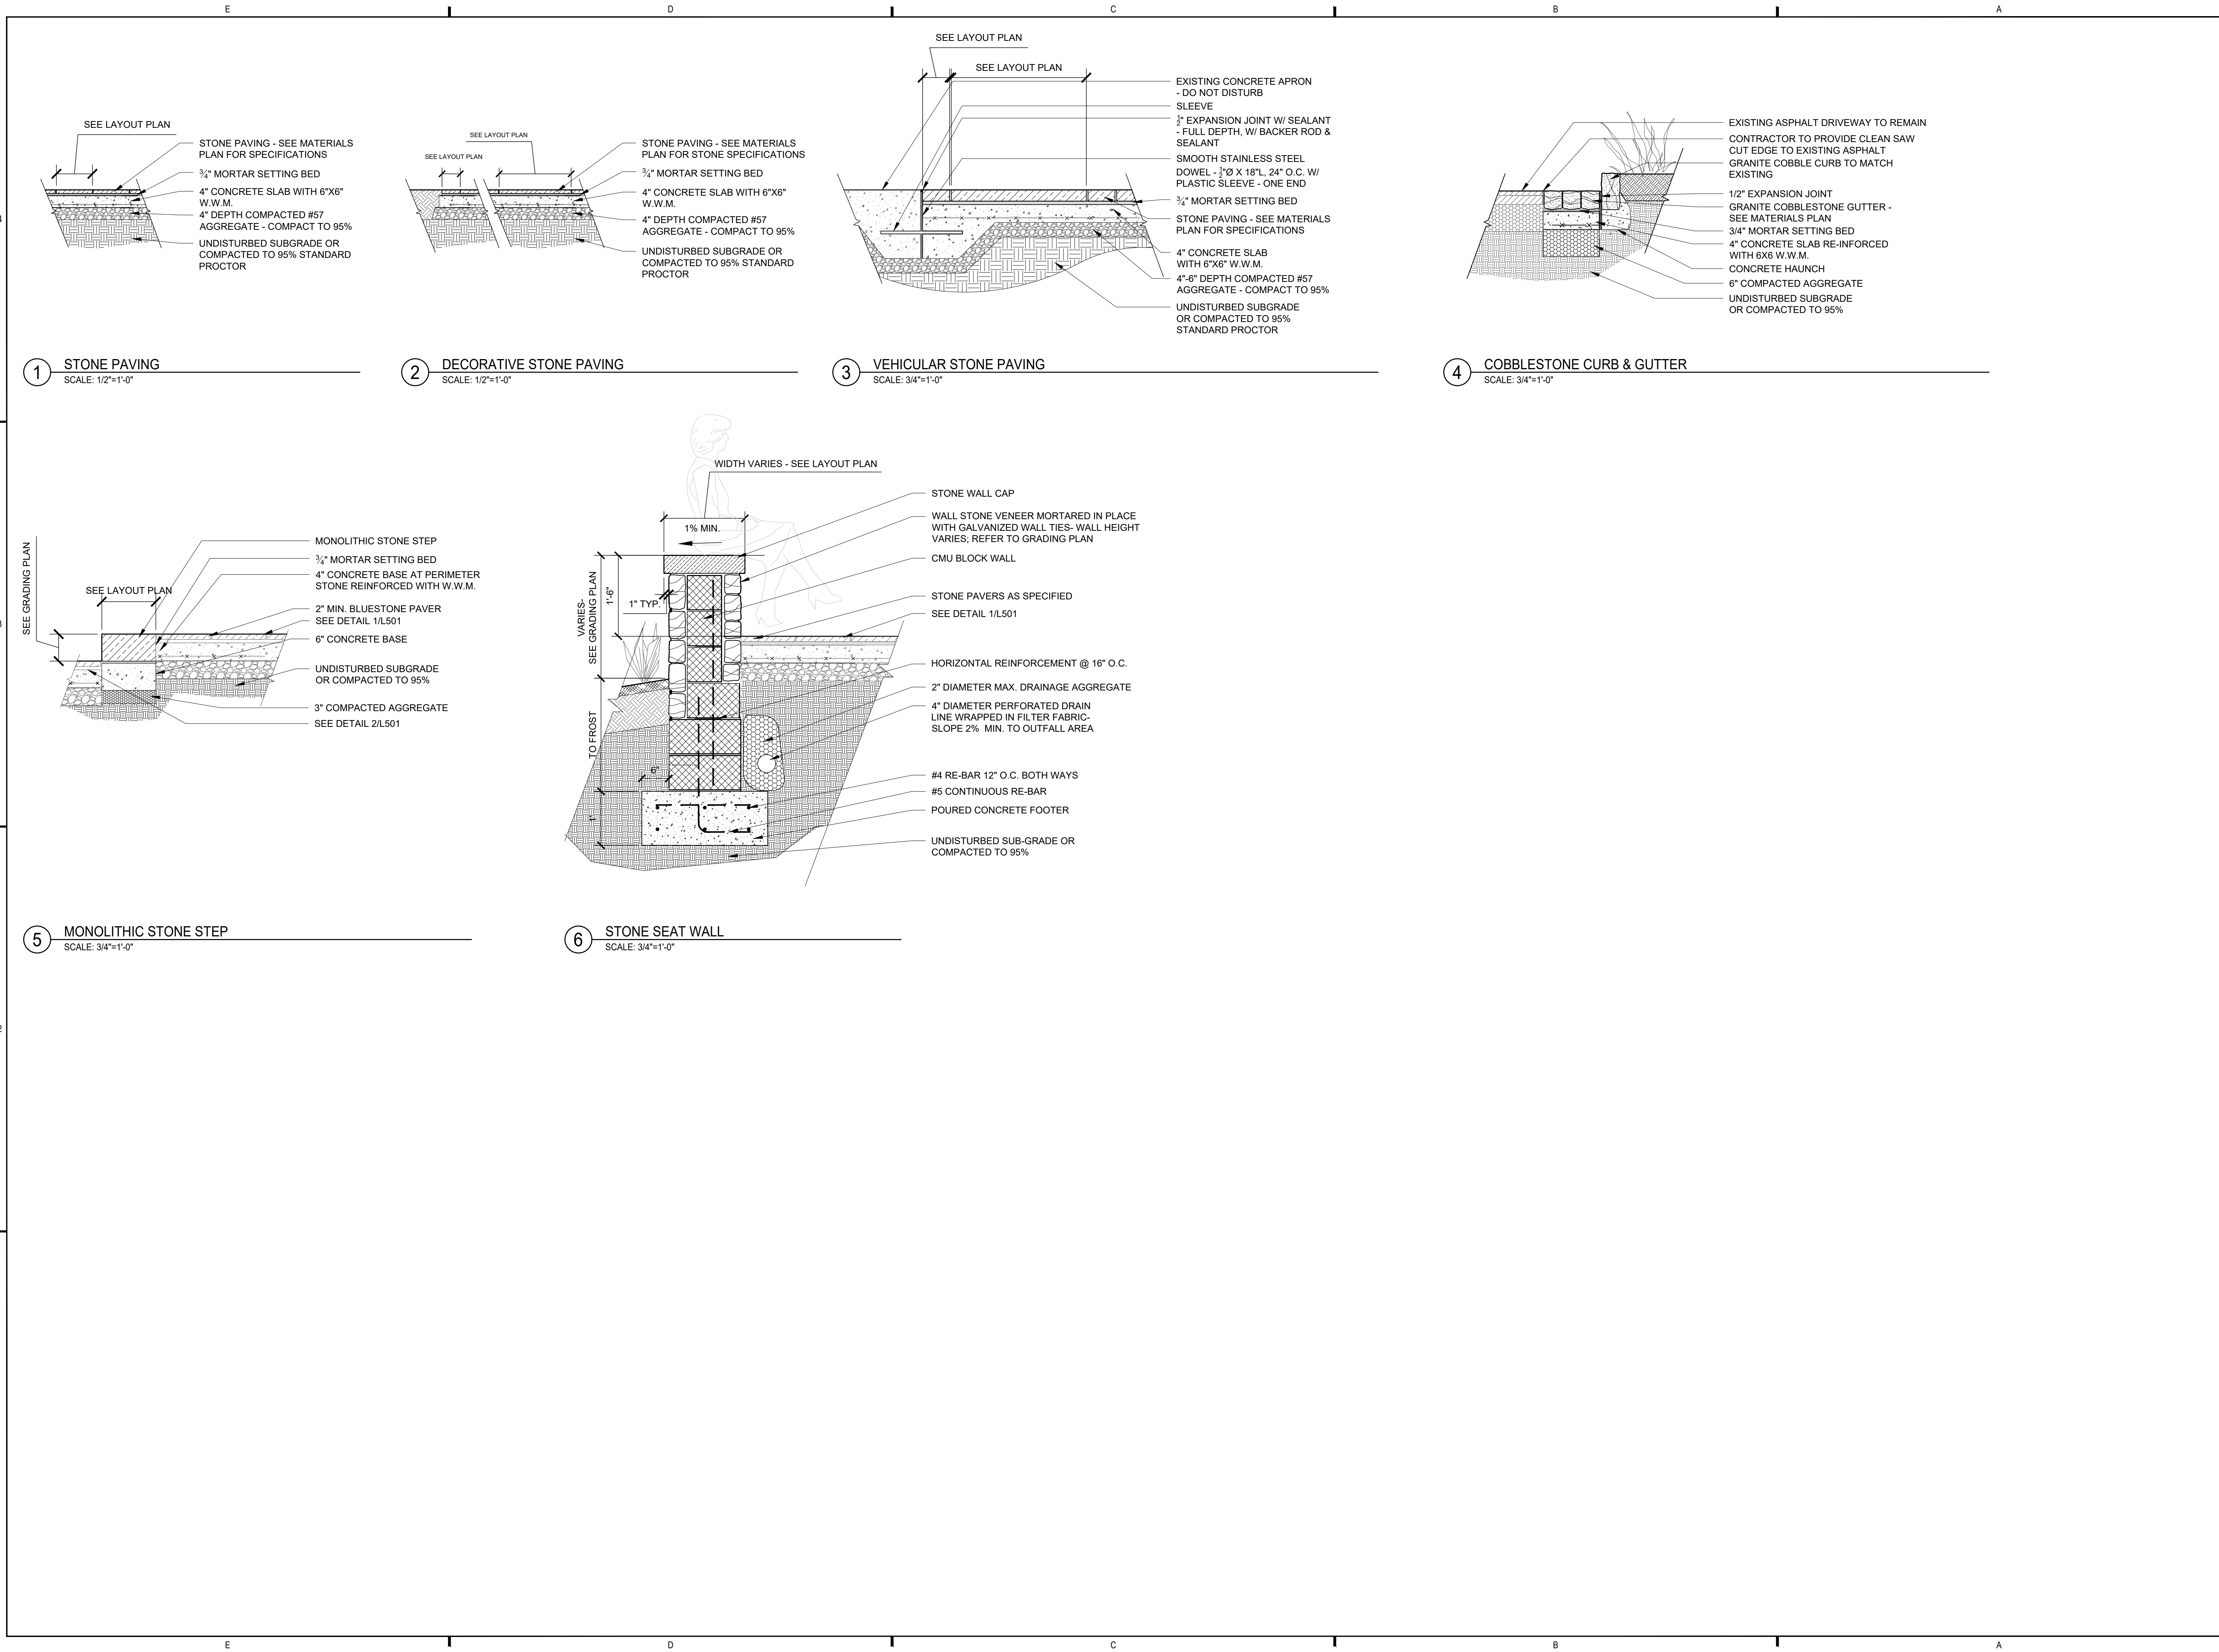 E
D
C
B
A
SEE LAYOUT PLAN
STONE PAVING - SEE MATERIALS
PLAN FOR SPECIFICATIONS
¾" MORTAR SETTING BED
4" CONCRETE SLAB WITH 6"X6"
W.W.M.
4" DEPTH COMPACTED #57
AGGREGATE - COMPACT TO 95%
UNDISTURBED SUBGRADE OR
COMPACTED TO 95% STANDARD
PROCTOR
1
STONE PAVING
SCALE: 1/2"=1'-0"
SEE LAYOUT PLAN
SEE LAYOUT PLAN
STONE PAVING - SEE MATERIALS
PLAN FOR STONE SPECIFICATIONS
¾" MORTAR SETTING BED
4" CONCRETE SLAB WITH 6"X6"
W.W.M.
4" DEPTH COMPACTED #57
AGGREGATE - COMPACT TO 95%
UNDISTURBED SUBGRADE OR
COMPACTED TO 95% STANDARD
PROCTOR
2
DECORATIVE STONE PAVING
SCALE: 1/2"=1'-0"
SEE LAYOUT PLAN
SEE LAYOUT PLAN
EXISTING CONCRETE APRON
- DO NOT DISTURB
SLEEVE
½" EXPANSION JOINT W/ SEALANT
- FULL DEPTH, W/ BACKER ROD &
SEALANT
SMOOTH STAINLESS STEEL
DOWEL - ½"Ø X 18"L, 24" O.C. W/
PLASTIC SLEEVE - ONE END
¾" MORTAR SETTING BED
STONE PAVING - SEE MATERIALS
PLAN FOR SPECIFICATIONS
4" CONCRETE SLAB
WITH 6"X6" W.W.M.
4"-6" DEPTH COMPACTED #57
AGGREGATE - COMPACT TO 95%
UNDISTURBED SUBGRADE
OR COMPACTED TO 95%
STANDARD PROCTOR
3
VEHICULAR STONE PAVING
SCALE: 3/4"=1'-0"
EXISTING ASPHALT DRIVEWAY TO REMAIN
CONTRACTOR TO PROVIDE CLEAN SAW
CUT EDGE TO EXISTING ASPHALT
GRANITE COBBLE CURB TO MATCH
EXISTING
1/2" EXPANSION JOINT
GRANITE COBBLESTONE GUTTER -
SEE MATERIALS PLAN
3/4" MORTAR SETTING BED
4" CONCRETE SLAB RE-INFORCED
WITH 6X6 W.W.M.
CONCRETE HAUNCH
6" COMPACTED AGGREGATE
UNDISTURBED SUBGRADE
OR COMPACTED TO 95%
4
COBBLESTONE CURB & GUTTER
SCALE: 3/4"=1'-0"
SEE GRADING PLAN
SEE LAYOUT PLAN
MONOLITHIC STONE STEP
¾" MORTAR SETTING BED
4" CONCRETE BASE AT PERIMETER
STONE REINFORCED WITH W.W.M.
2" MIN. BLUESTONE PAVER
SEE DETAIL 1/L501
6" CONCRETE BASE
UNDISTURBED SUBGRADE
OR COMPACTED TO 95%
3" COMPACTED AGGREGATE
SEE DETAIL 2/L501
5
MONOLITHIC STONE STEP
SCALE: 3/4"=1'-0"
WIDTH VARIES - SEE LAYOUT PLAN
1% MIN.
VARIES-
SEE GRADING PLAN
1'-6"
1" TYP.
TO FROST
6"
1'
STONE WALL CAP
WALL STONE VENEER MORTARED IN PLACE
WITH GALVANIZED WALL TIES- WALL HEIGHT
VARIES; REFER TO GRADING PLAN
CMU BLOCK WALL
STONE PAVERS AS SPECIFIED
SEE DETAIL 1/L501
HORIZONTAL REINFORCEMENT @ 16" O.C.
2" DIAMETER MAX. DRAINAGE AGGREGATE
4" DIAMETER PERFORATED DRAIN
LINE WRAPPED IN FILTER FABRIC-
SLOPE 2% MIN. TO OUTFALL AREA
#4 RE-BAR 12" O.C. BOTH WAYS
#5 CONTINUOUS RE-BAR
POURED CONCRETE FOOTER
UNDISTURBED SUB-GRADE OR
COMPACTED TO 95%
6
STONE SEAT WALL
SCALE: 3/4"=1'-0"
E
D
C
B
A